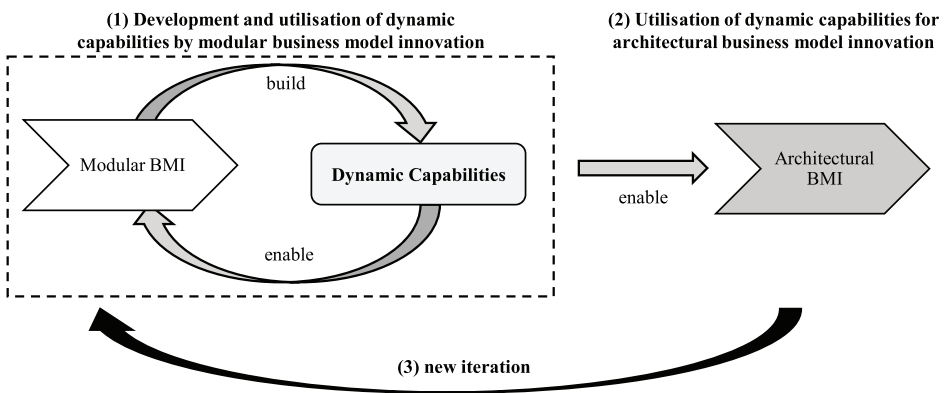 (1) Development and utilisation of dynamic
capabilities by modular business model innovation
(2) Utilisation of dynamic capabilities for
architectural business model innovation
build
Modular BMI
Dynamic Capabilities
enable
enable
Architectural
BMI
(3) new iteration